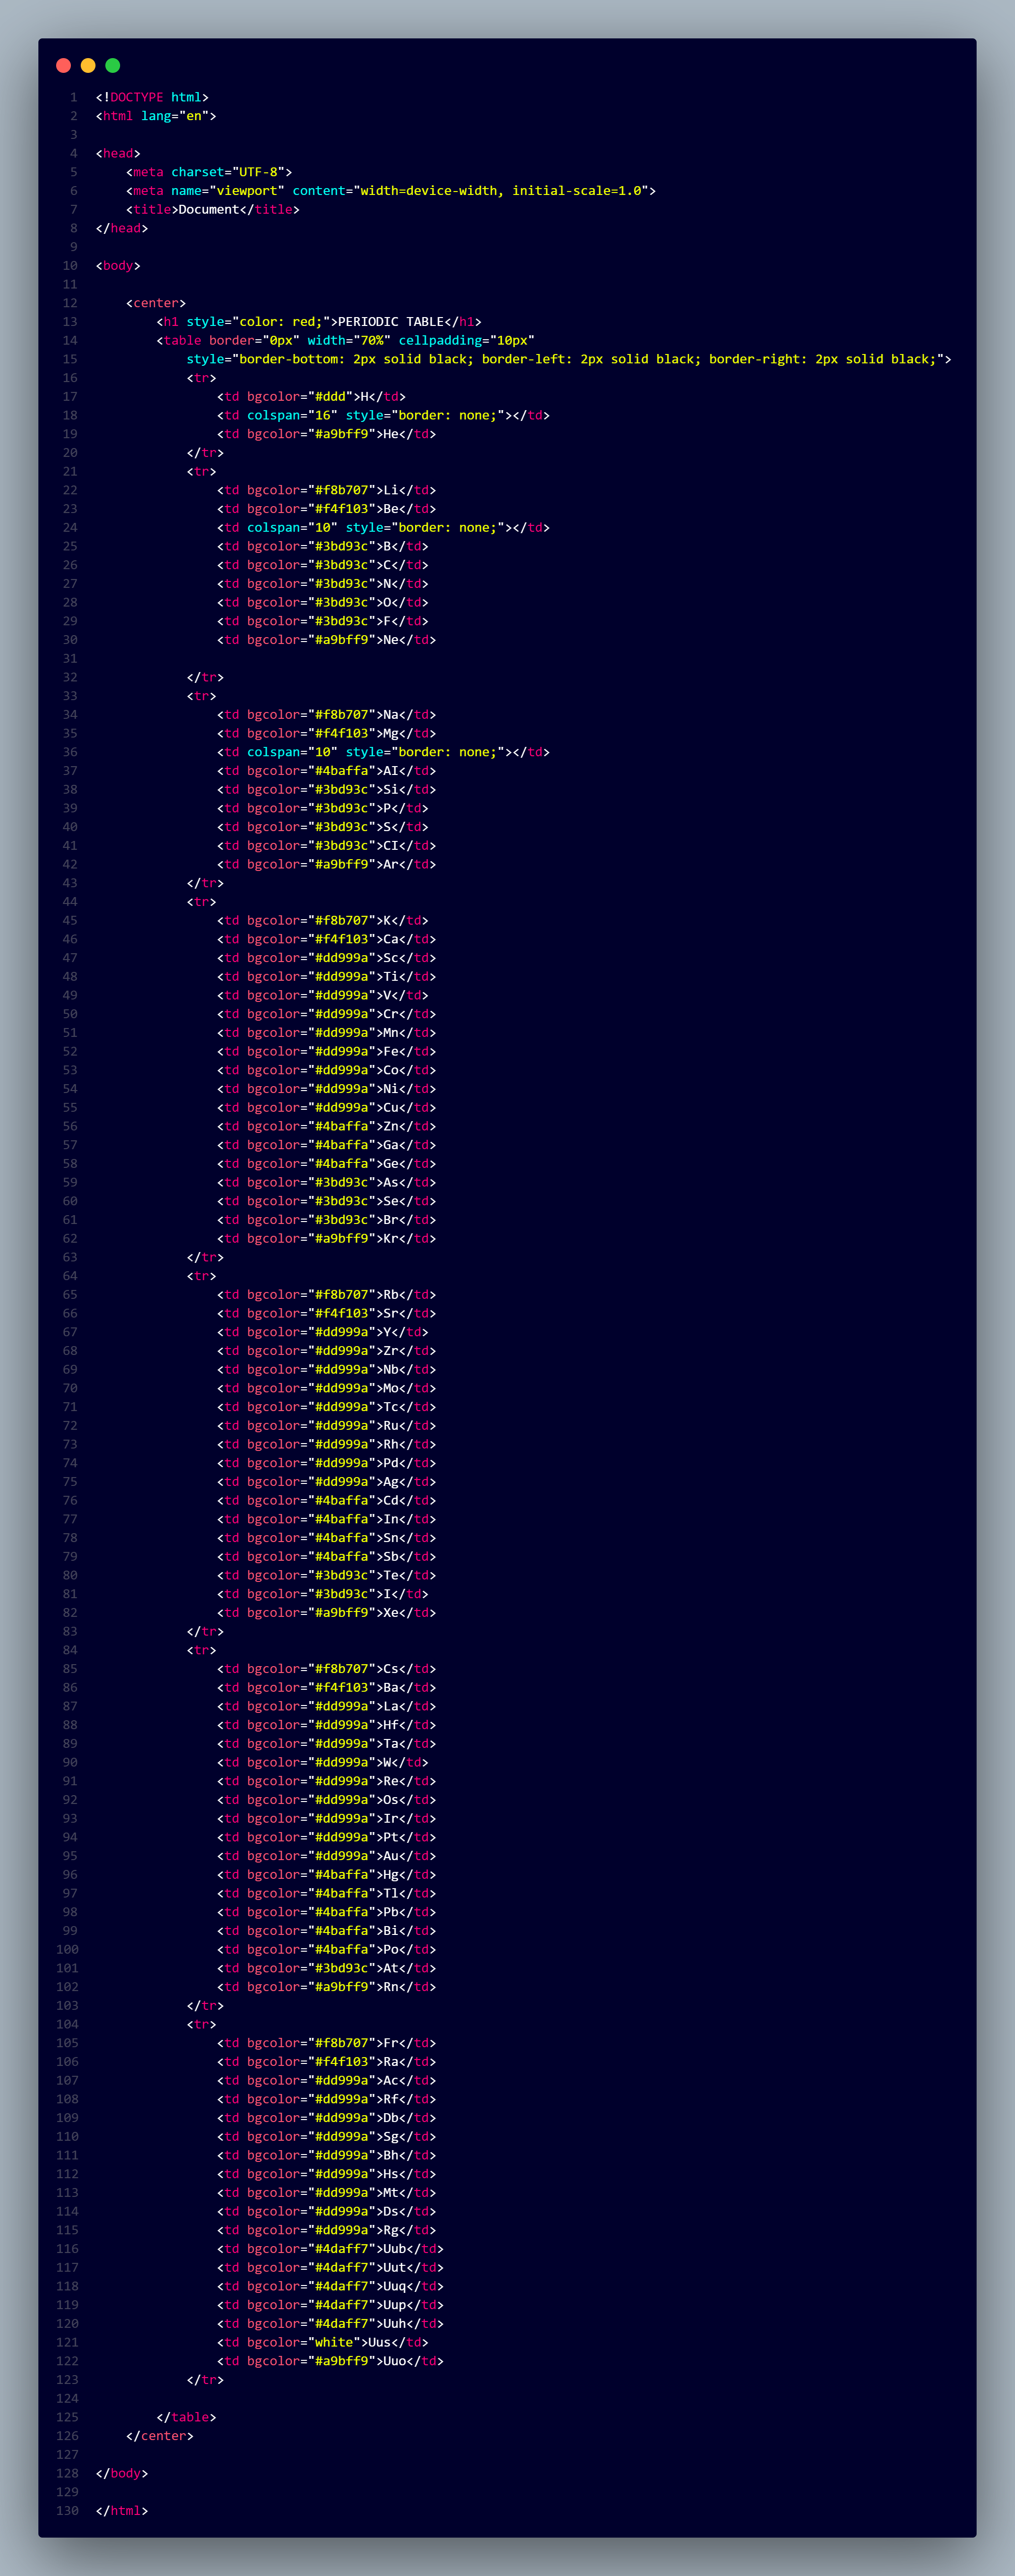 1 <!DOCTYPE html>
2 <html lang="en">
3
4 <head>
5     <meta charset="UTF-8">
6     <meta name="viewport" content="width=device-width, initial-scale=1.0">
7     <title>Document</title>
8 </head>
9
10 <body>
11
12     <center>
13         <h1 style="color: red;">PERIODIC TABLE</h1>
14         <table border="0px" width="70%" cellpadding="10px"
15             style="border-bottom: 2px solid black; border-left: 2px solid black; border-right: 2px solid black;">
16             <tr>
17                 <td bgcolor="#ddd">H</td>
18                 <td colspan="16" style="border: none;"></td>
19                 <td bgcolor="#a9bff9">He</td>
20             </tr>
21             <tr>
22                 <td bgcolor="#f8b707">Li</td>
23                 <td bgcolor="#f4f103">Be</td>
24                 <td colspan="10" style="border: none;"></td>
25                 <td bgcolor="#3bd93c">B</td>
26                 <td bgcolor="#3bd93c">C</td>
27                 <td bgcolor="#3bd93c">N</td>
28                 <td bgcolor="#3bd93c">O</td>
29                 <td bgcolor="#3bd93c">F</td>
30                 <td bgcolor="#a9bff9">Ne</td>
31
32             </tr>
33             <tr>
34                 <td bgcolor="#f8b707">Na</td>
35                 <td bgcolor="#f4f103">Mg</td>
36                 <td colspan="10" style="border: none;"></td>
37                 <td bgcolor="#4baffa">AI</td>
38                 <td bgcolor="#3bd93c">Si</td>
39                 <td bgcolor="#3bd93c">P</td>
40                 <td bgcolor="#3bd93c">S</td>
41                 <td bgcolor="#3bd93c">CI</td>
42                 <td bgcolor="#a9bff9">Ar</td>
43             </tr>
44             <tr>
45                 <td bgcolor="#f8b707">K</td>
46                 <td bgcolor="#f4f103">Ca</td>
47                 <td bgcolor="#dd999a">Sc</td>
48                 <td bgcolor="#dd999a">Ti</td>
49                 <td bgcolor="#dd999a">V</td>
50                 <td bgcolor="#dd999a">Cr</td>
51                 <td bgcolor="#dd999a">Mn</td>
52                 <td bgcolor="#dd999a">Fe</td>
53                 <td bgcolor="#dd999a">Co</td>
54                 <td bgcolor="#dd999a">Ni</td>
55                 <td bgcolor="#dd999a">Cu</td>
56                 <td bgcolor="#4baffa">Zn</td>
57                 <td bgcolor="#4baffa">Ga</td>
58                 <td bgcolor="#4baffa">Ge</td>
59                 <td bgcolor="#3bd93c">As</td>
60                 <td bgcolor="#3bd93c">Se</td>
61                 <td bgcolor="#3bd93c">Br</td>
62                 <td bgcolor="#a9bff9">Kr</td>
63             </tr>
64             <tr>
65                 <td bgcolor="#f8b707">Rb</td>
66                 <td bgcolor="#f4f103">Sr</td>
67                 <td bgcolor="#dd999a">Y</td>
68                 <td bgcolor="#dd999a">Zr</td>
69                 <td bgcolor="#dd999a">Nb</td>
70                 <td bgcolor="#dd999a">Mo</td>
71                 <td bgcolor="#dd999a">Tc</td>
72                 <td bgcolor="#dd999a">Ru</td>
73                 <td bgcolor="#dd999a">Rh</td>
74                 <td bgcolor="#dd999a">Pd</td>
75                 <td bgcolor="#dd999a">Ag</td>
76                 <td bgcolor="#4baffa">Cd</td>
77                 <td bgcolor="#4baffa">In</td>
78                 <td bgcolor="#4baffa">Sn</td>
79                 <td bgcolor="#4baffa">Sb</td>
80                 <td bgcolor="#3bd93c">Te</td>
81                 <td bgcolor="#3bd93c">I</td>
82                 <td bgcolor="#a9bff9">Xe</td>
83             </tr>
84             <tr>
85                 <td bgcolor="#f8b707">Cs</td>
86                 <td bgcolor="#f4f103">Ba</td>
87                 <td bgcolor="#dd999a">La</td>
88                 <td bgcolor="#dd999a">Hf</td>
89                 <td bgcolor="#dd999a">Ta</td>
90                 <td bgcolor="#dd999a">W</td>
91                 <td bgcolor="#dd999a">Re</td>
92                 <td bgcolor="#dd999a">Os</td>
93                 <td bgcolor="#dd999a">Ir</td>
94                 <td bgcolor="#dd999a">Pt</td>
95                 <td bgcolor="#dd999a">Au</td>
96                 <td bgcolor="#4baffa">Hg</td>
97                 <td bgcolor="#4baffa">Tl</td>
98                 <td bgcolor="#4baffa">Pb</td>
99                 <td bgcolor="#4baffa">Bi</td>
100                 <td bgcolor="#4baffa">Po</td>
101                 <td bgcolor="#3bd93c">At</td>
102                 <td bgcolor="#a9bff9">Rn</td>
103             </tr>
104             <tr>
105                 <td bgcolor="#f8b707">Fr</td>
106                 <td bgcolor="#f4f103">Ra</td>
107                 <td bgcolor="#dd999a">Ac</td>
108                 <td bgcolor="#dd999a">Rf</td>
109                 <td bgcolor="#dd999a">Db</td>
110                 <td bgcolor="#dd999a">Sg</td>
111                 <td bgcolor="#dd999a">Bh</td>
112                 <td bgcolor="#dd999a">Hs</td>
113                 <td bgcolor="#dd999a">Mt</td>
114                 <td bgcolor="#dd999a">Ds</td>
115                 <td bgcolor="#dd999a">Rg</td>
116                 <td bgcolor="#4daff7">Uub</td>
117                 <td bgcolor="#4daff7">Uut</td>
118                 <td bgcolor="#4daff7">Uuq</td>
119                 <td bgcolor="#4daff7">Uup</td>
120                 <td bgcolor="#4daff7">Uuh</td>
121                 <td bgcolor="white">Uus</td>
122                 <td bgcolor="#a9bff9">Uuo</td>
123             </tr>
124
125         </table>
126     </center>
127
128 </body>
129
130 </html>